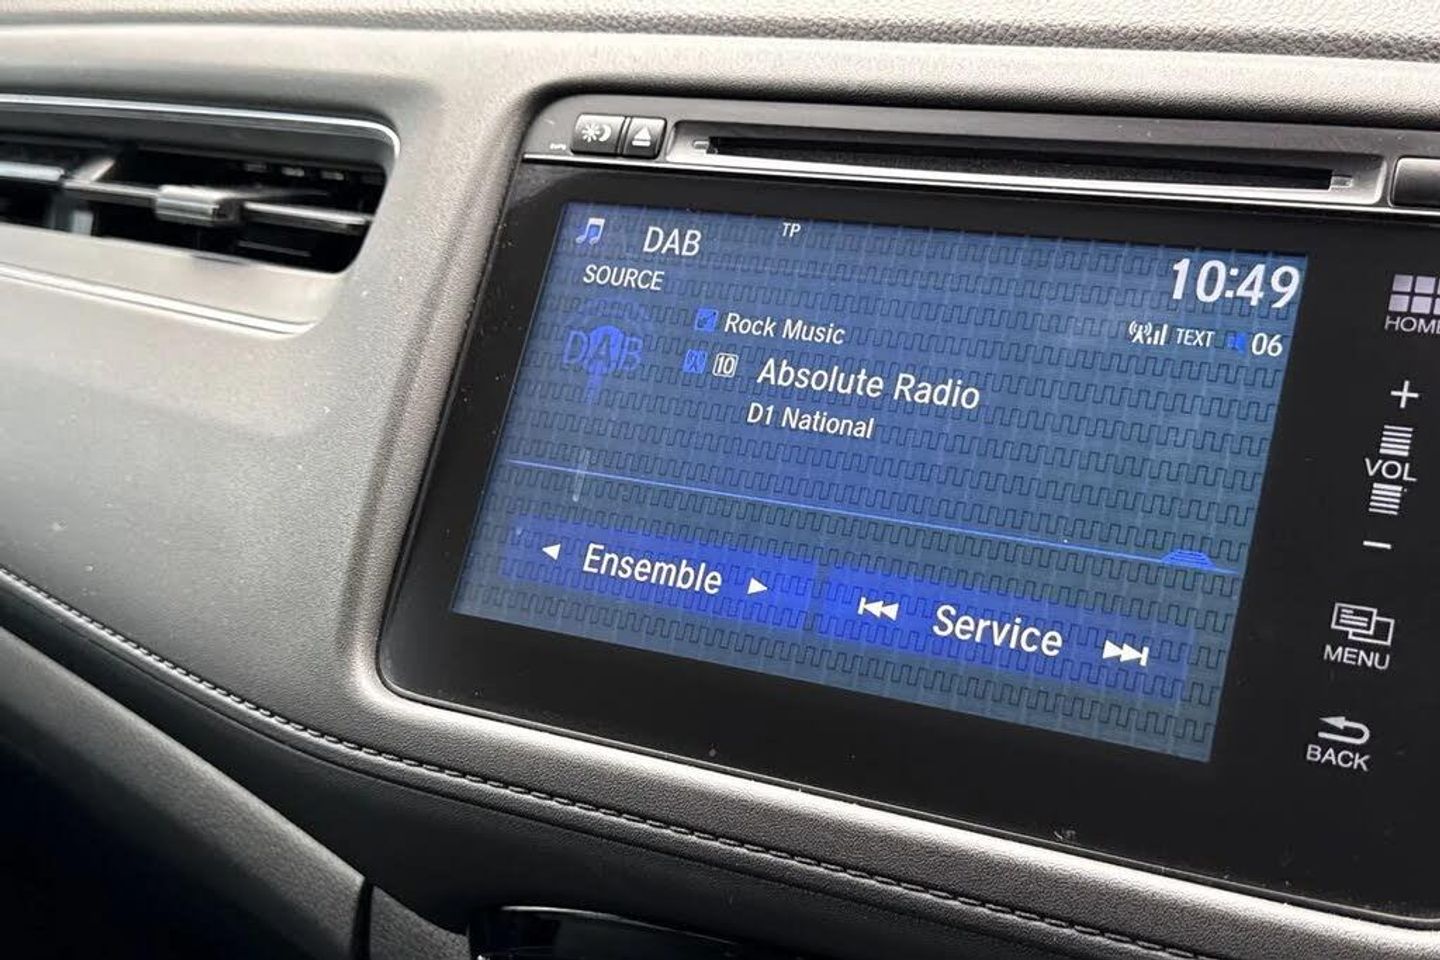 DAB
TP
10:49
SOURCE
DAB
Rock Music
TEXT
06
10
Absolute Radio
D1 National
Ensemble
Service
HOME
+
VOL
−
MENU
BACK